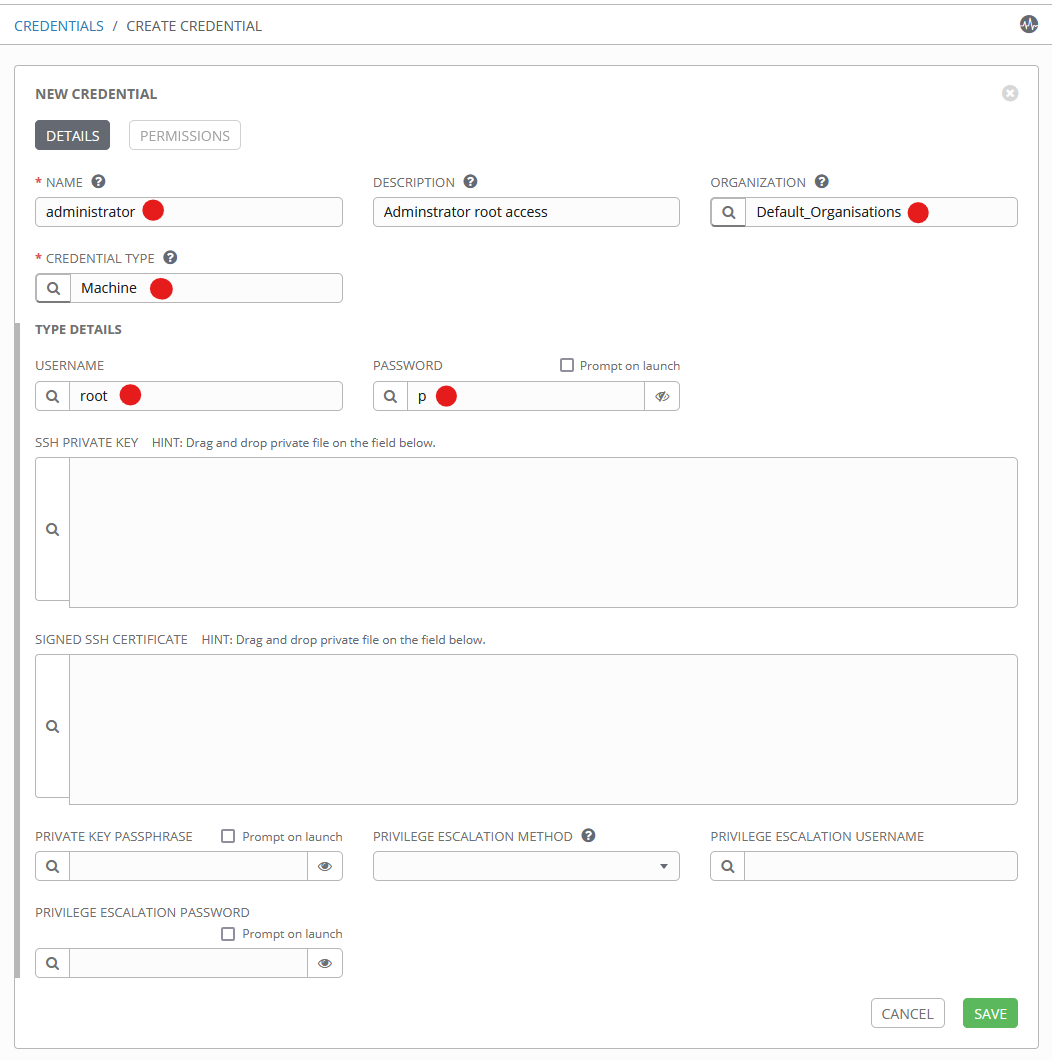 CREDENTIALS / CREATE CREDENTIAL
NEW CREDENTIAL
DETAILS PERMISSIONS
* NAME ? DESCRIPTION ? ORGANIZATION ?
administrator Adminstrator root access Default_Organisations
* CREDENTIAL TYPE ?
Machine
TYPE DETAILS
USERNAME PASSWORD Prompt on launch
root p
SSH PRIVATE KEY HINT: Drag and drop private file on the field below.
SIGNED SSH CERTIFICATE HINT: Drag and drop private file on the field below.
PRIVATE KEY PASSPHRASE Prompt on launch PRIVILEGE ESCALATION METHOD ? PRIVILEGE ESCALATION USERNAME
PRIVILEGE ESCALATION PASSWORD
Prompt on launch
CANCEL SAVE